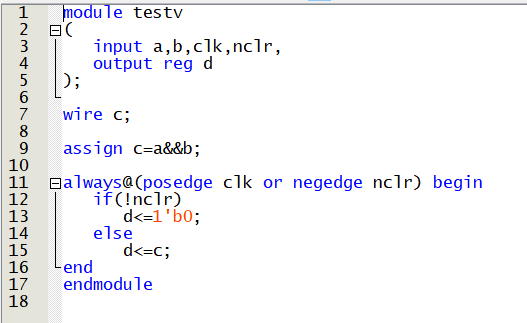 1 module testv
2 (
3 input a,b,clk,nclr,
4 output reg d
5 );
6
7 wire c;
8
9 assign c=a&&b;
10
11 always@(posedge clk or negedge nclr) begin
12 if(!nclr)
13 d<=1'b0;
14 else
15 d<=c;
16 end
17 endmodule
18